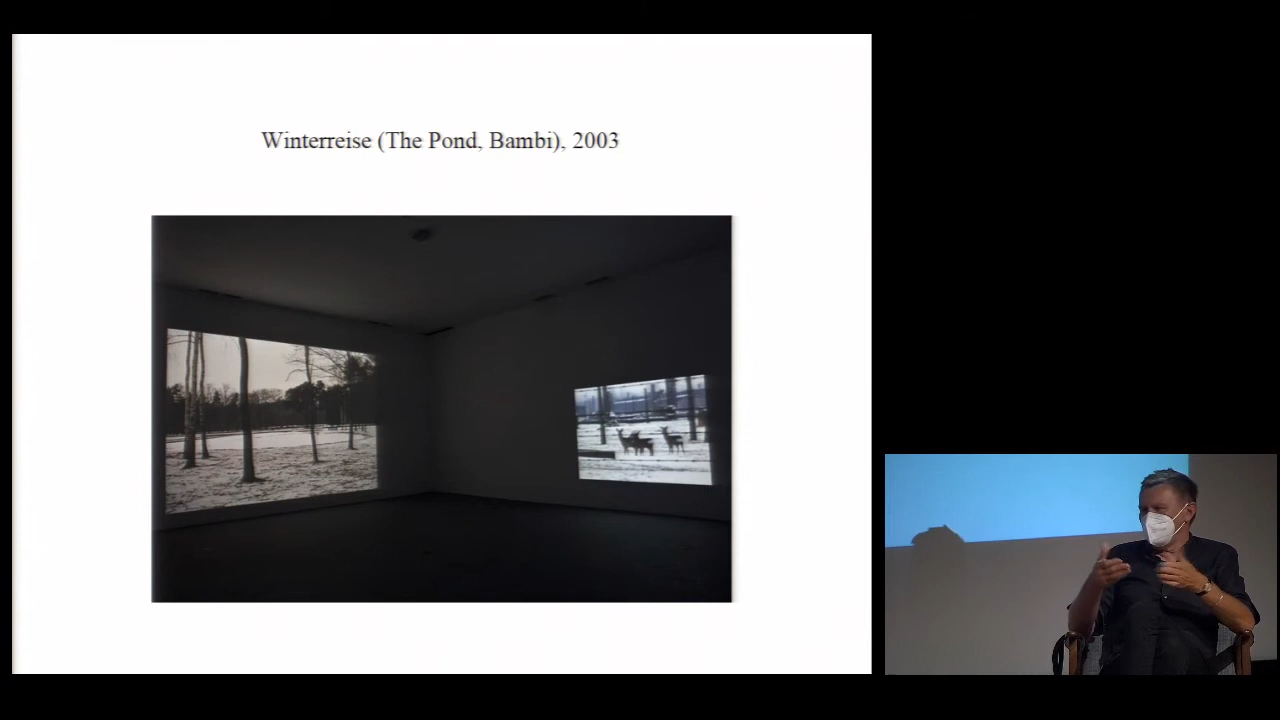 Winterreise (The Pond, Bambi), 2003